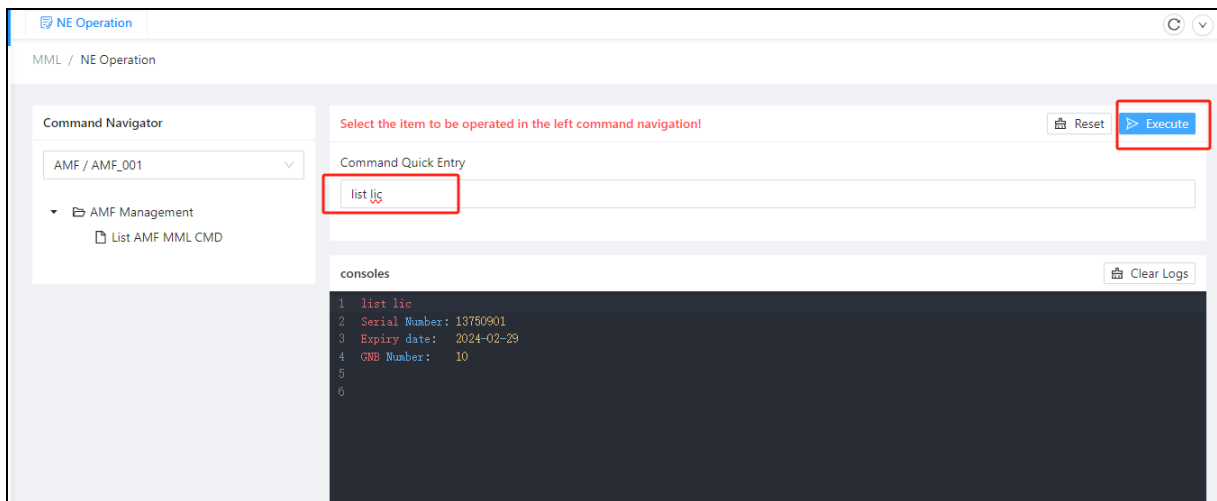 NE Operation
MML / NE Operation
Command Navigator
AMF / AMF_001
AMF Management
List AMF MML CMD
Select the item to be operated in the left command navigation!
Reset
Execute
Command Quick Entry
list lic
consoles
Clear Logs
1 list lic
2 Serial Number: 13750901
3 Expiry date: 2024-02-29
4 GNB Number: 10
5
6